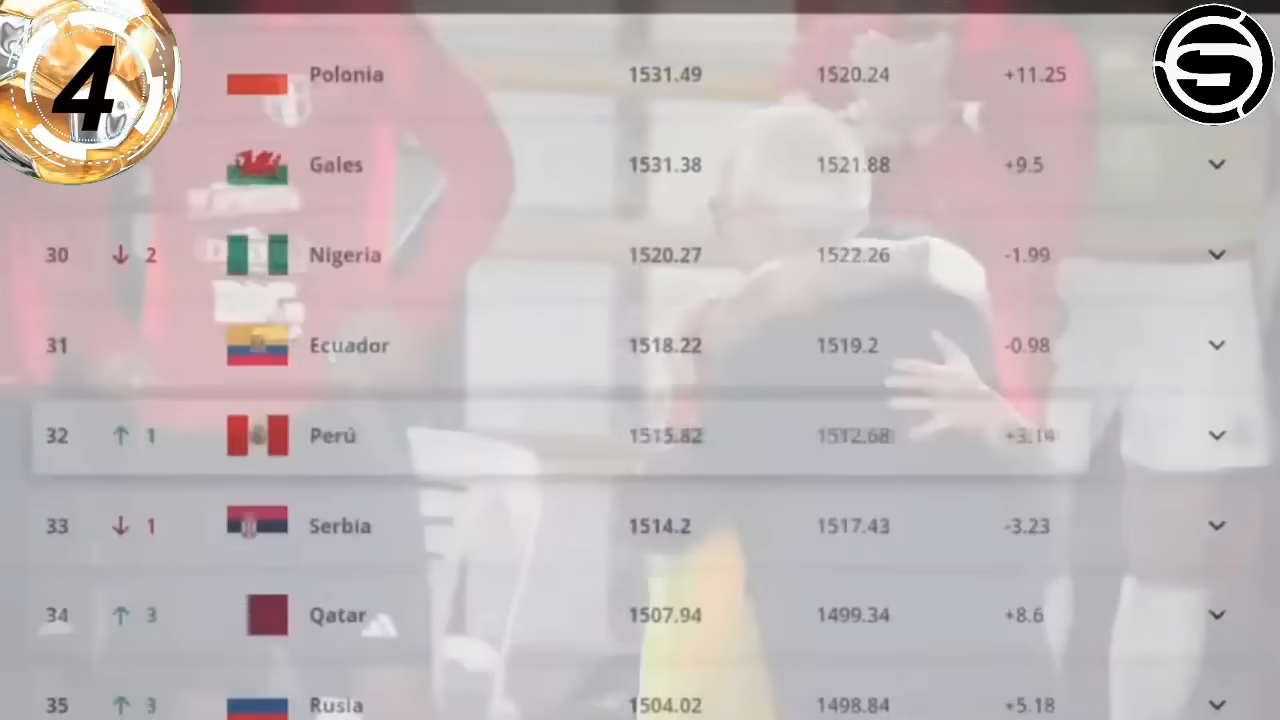 4
S
Polonia 1531.49 1520.24 +11.25
Gales 1531.38 1521.88 +9.5
30 ↓ 2 Nigeria 1520.27 1522.26 -1.99
31 Ecuador 1518.22 1519.2 -0.98
32 ↑ 1 Perú 1515.82 1512.68 +3.14
33 ↓ 1 Serbia 1514.2 1517.43 -3.23
34 ↑ 3 Qatar 1507.94 1499.34 +8.6
35 ↑ 3 Rusia 1504.02 1498.84 +5.18